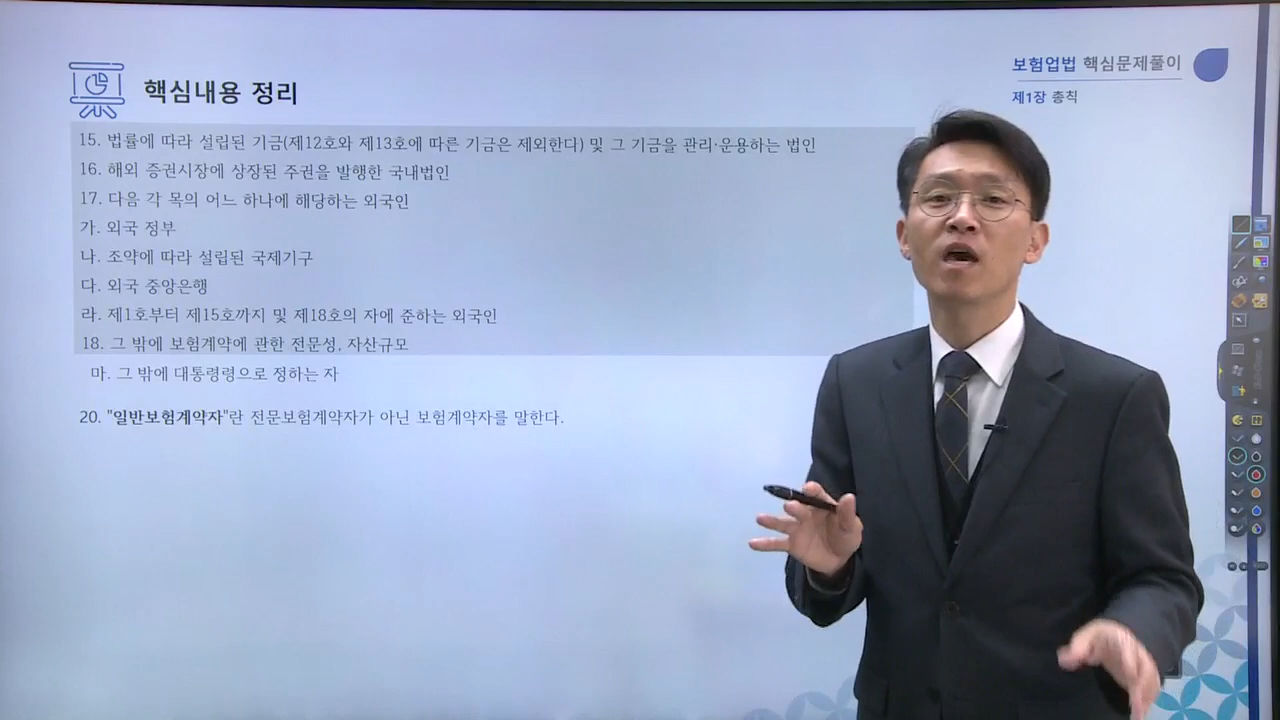 핵심내용 정리
보험업법 핵심문제풀이
제1장 총칙
15. 법률에 따라 설립된 기금(제12호와 제13호에 따른 기금은 제외한다) 및 그 기금을 관리·운용하는 법인
16. 해외 증권시장에 상장된 주권을 발행한 국내법인
17. 다음 각 목의 어느 하나에 해당하는 외국인
가. 외국 정부
나. 조약에 따라 설립된 국제기구
다. 외국 중앙은행
라. 제1호부터 제15호까지 및 제18호의 자에 준하는 외국인
18. 그 밖에 보험계약에 관한 전문성, 자산규모
마. 그 밖에 대통령령으로 정하는 자
20. "일반보험계약자"란 전문보험계약자가 아닌 보험계약자를 말한다.